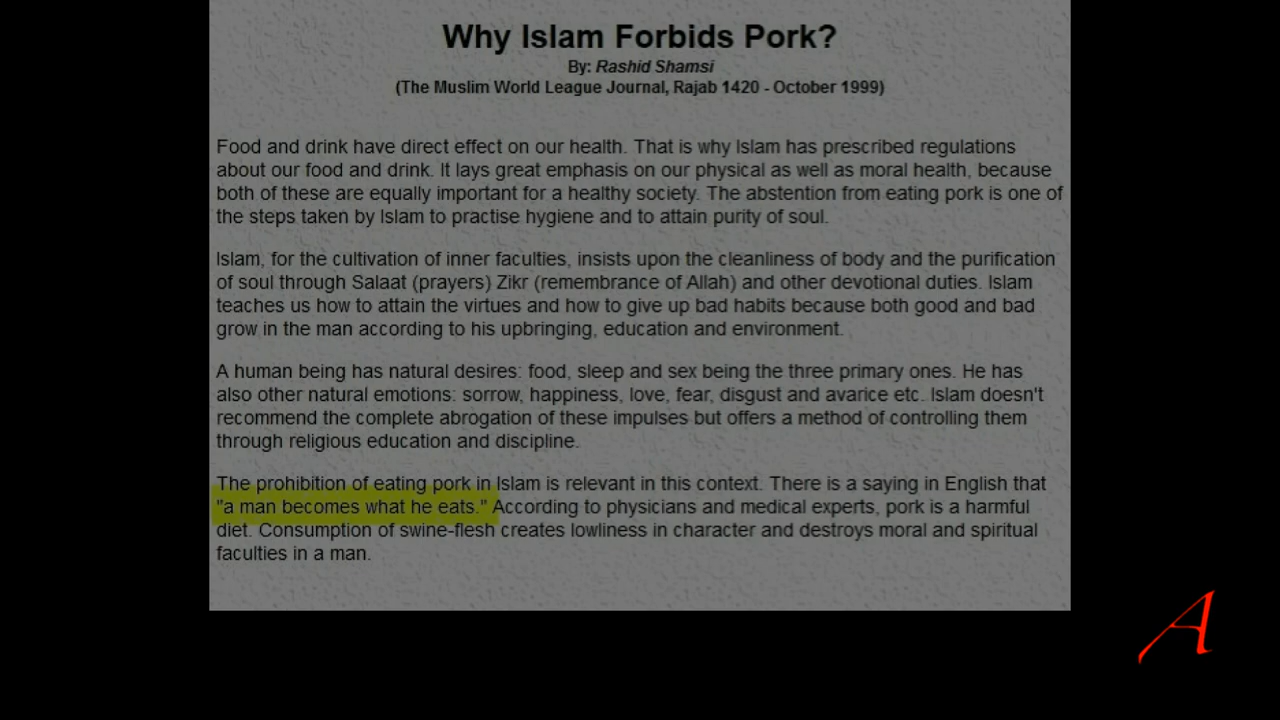 Why Islam Forbids Pork?
By: Rashid Shamsi
(The Muslim World League Journal, Rajab 1420 - October 1999)
Food and drink have direct effect on our health. That is why Islam has prescribed regulations
about our food and drink. It lays great emphasis on our physical as well as moral health, because
both of these are equally important for a healthy society. The abstention from eating pork is one of
the steps taken by Islam to practise hygiene and to attain purity of soul.
Islam, for the cultivation of inner faculties, insists upon the cleanliness of body and the purification
of soul through Salaat (prayers) Zikr (remembrance of Allah) and other devotional duties. Islam
teaches us how to attain the virtues and how to give up bad habits because both good and bad
grow in the man according to his upbringing, education and environment.
A human being has natural desires: food, sleep and sex being the three primary ones. He has
also other natural emotions: sorrow, happiness, love, fear, disgust and avarice etc. Islam doesn't
recommend the complete abrogation of these impulses but offers a method of controlling them
through religious education and discipline.
The prohibition of eating pork in Islam is relevant in this context. There is a saying in English that
"a man becomes what he eats." According to physicians and medical experts, pork is a harmful
diet. Consumption of swine-flesh creates lowliness in character and destroys moral and spiritual
faculties in a man.
A